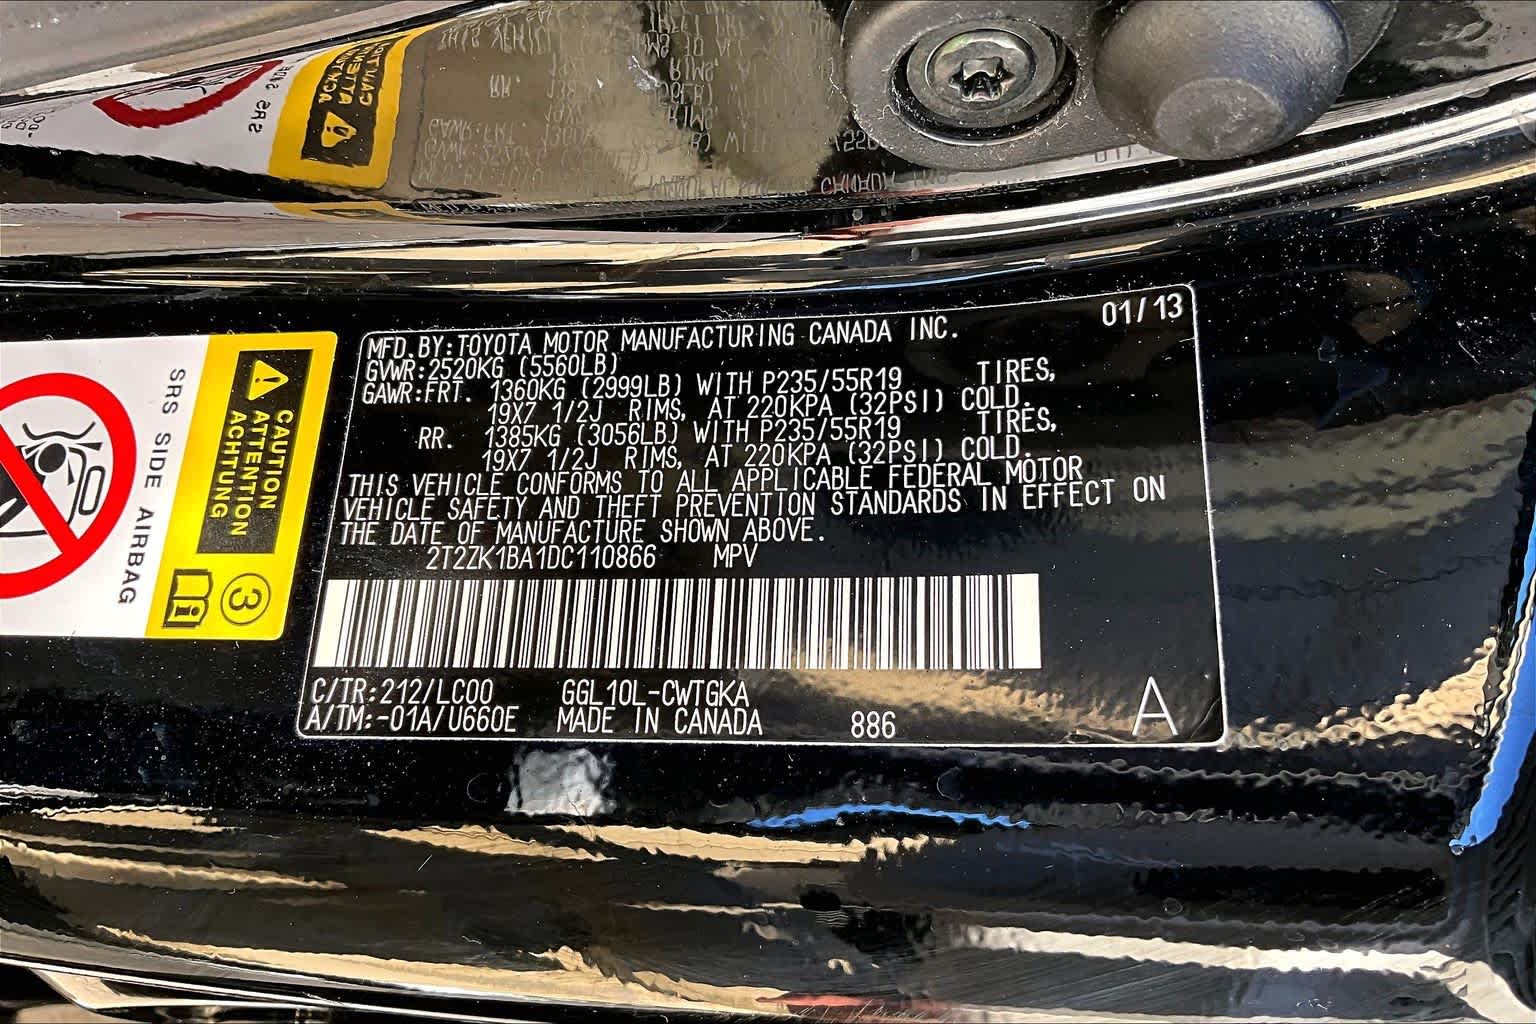 SRS SIDE AIRBAG
CAUTION
ATTENTION
ACHTUNG
3
i
01/13
MFD.BY:TOYOTA MOTOR MANUFACTURING CANADA INC.
GVWR:2520KG (5560LB)
GAWR:FRT. 1360KG (2999LB) WITH P235/55R19 TIRES,
19X7 1/2J RIMS, AT 220KPA (32PSI) COLD.
RR. 1385KG (3056LB) WITH P235/55R19 TIRES,
19X7 1/2J RIMS, AT 220KPA (32PSI) COLD.
THIS VEHICLE CONFORMS TO ALL APPLICABLE FEDERAL MOTOR
VEHICLE SAFETY AND THEFT PREVENTION STANDARDS IN EFFECT ON
THE DATE OF MANUFACTURE SHOWN ABOVE.
2T2ZK1BA1DC110866 MPV
C/TR:212/LC00 GGL10L-CWTGKA
A/TM:-01A/U660E MADE IN CANADA 886 A